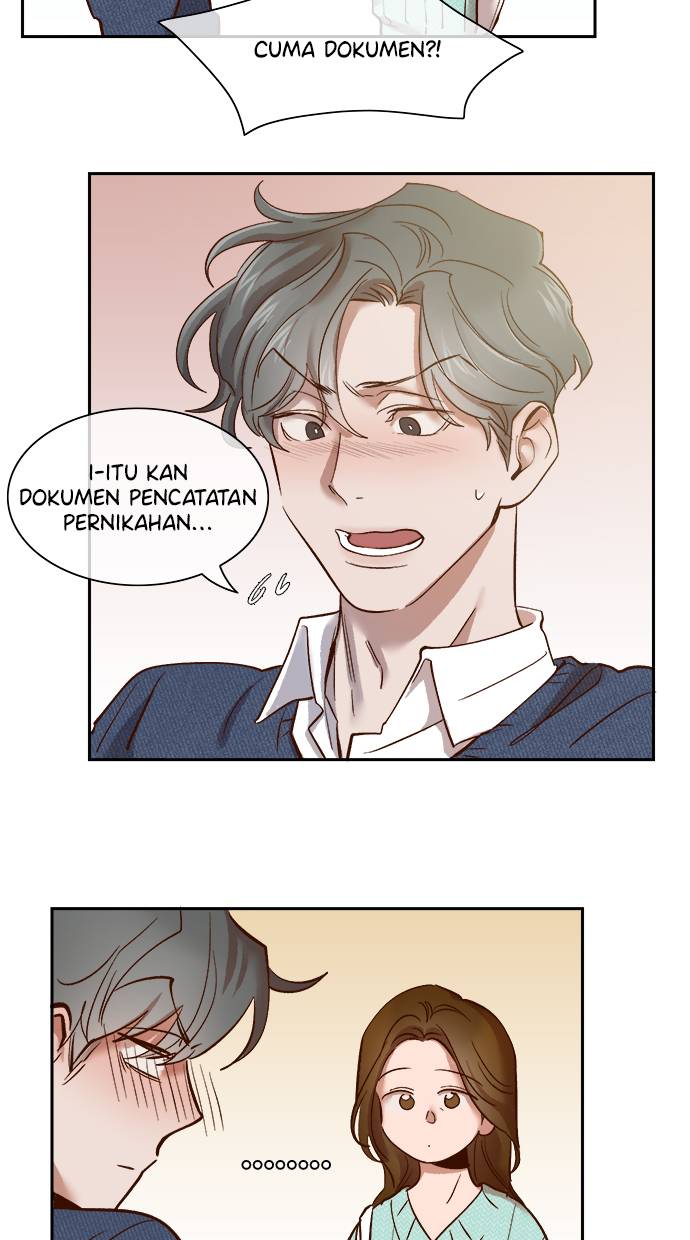 CUMA DOKUMEN?!
I-ITU KAN
DOKUMEN PENCATATAN
PERNIKAHAN...
oooooooo